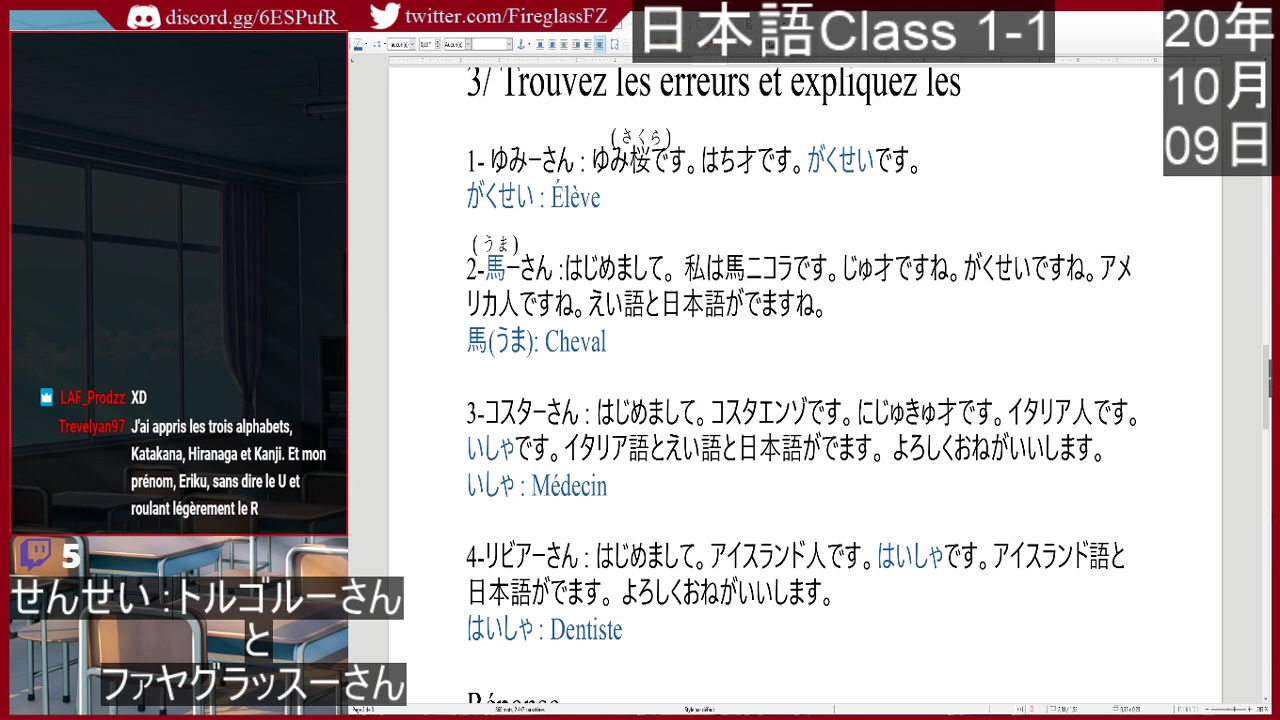 discord.gg/6ESPufR
twitter.com/FireglassFZ
日本語Class 1-1
20年
10月
09日
3/ Trouvez les erreurs et expliquez les
(さくら)
1- ゆみーさん : ゆみ桜です。はち才です。がくせいです。
がくせい : Élève
(うま)
2-馬ーさん :はじめまして。 私は馬ニコラです。じゅ才ですね。がくせいですね。アメ
リカ人ですね。えい語と日本語がでますね。
馬(うま): Cheval
3-コスターさん : はじめまして。コスタエンゾです。にじゅきゅ才です。イタリア人です。
いしゃです。イタリア語とえい語と日本語がでます。 よろしくおねがいいします。
いしゃ : Médecin
4-リビアーさん : はじめまして。アイスランド人です。はいしゃです。アイスランド語と
日本語がでます。 よろしくおねがいいします。
はいしゃ : Dentiste
LAF_Prodzz XD
Trevelyan97 J'ai appris les trois alphabets,
Katakana, Hiranaga et Kanji. Et mon
prénom, Eriku, sans dire le U et
roulant légèrement le R
5
せんせい :トルゴルーさん
と
ファヤグラッスーさん